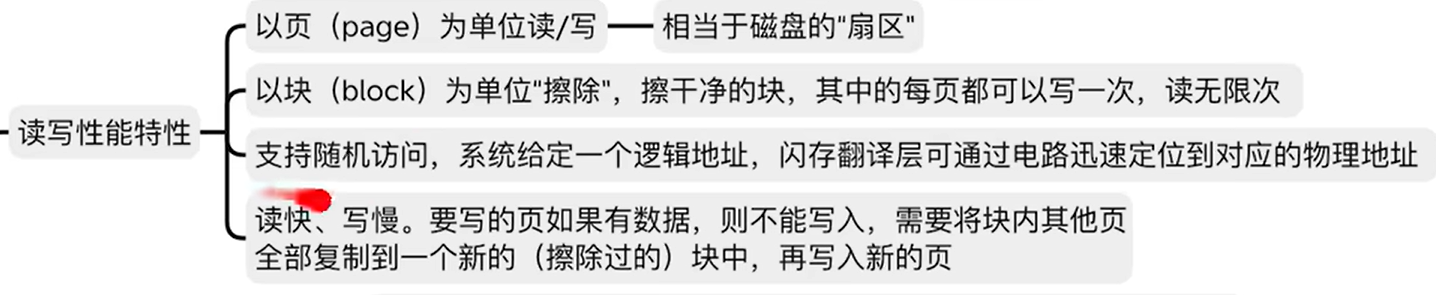 读写性能特性
以页（page）为单位读/写
相当于磁盘的"扇区"
以块（block）为单位"擦除"，擦干净的块，其中的每页都可以写一次，读无限次
支持随机访问，系统给定一个逻辑地址，闪存翻译层可通过电路迅速定位到对应的物理地址
读快、写慢。要写的页如果有数据，则不能写入，需要将块内其他页
全部复制到一个新的（擦除过的）块中，再写入新的页